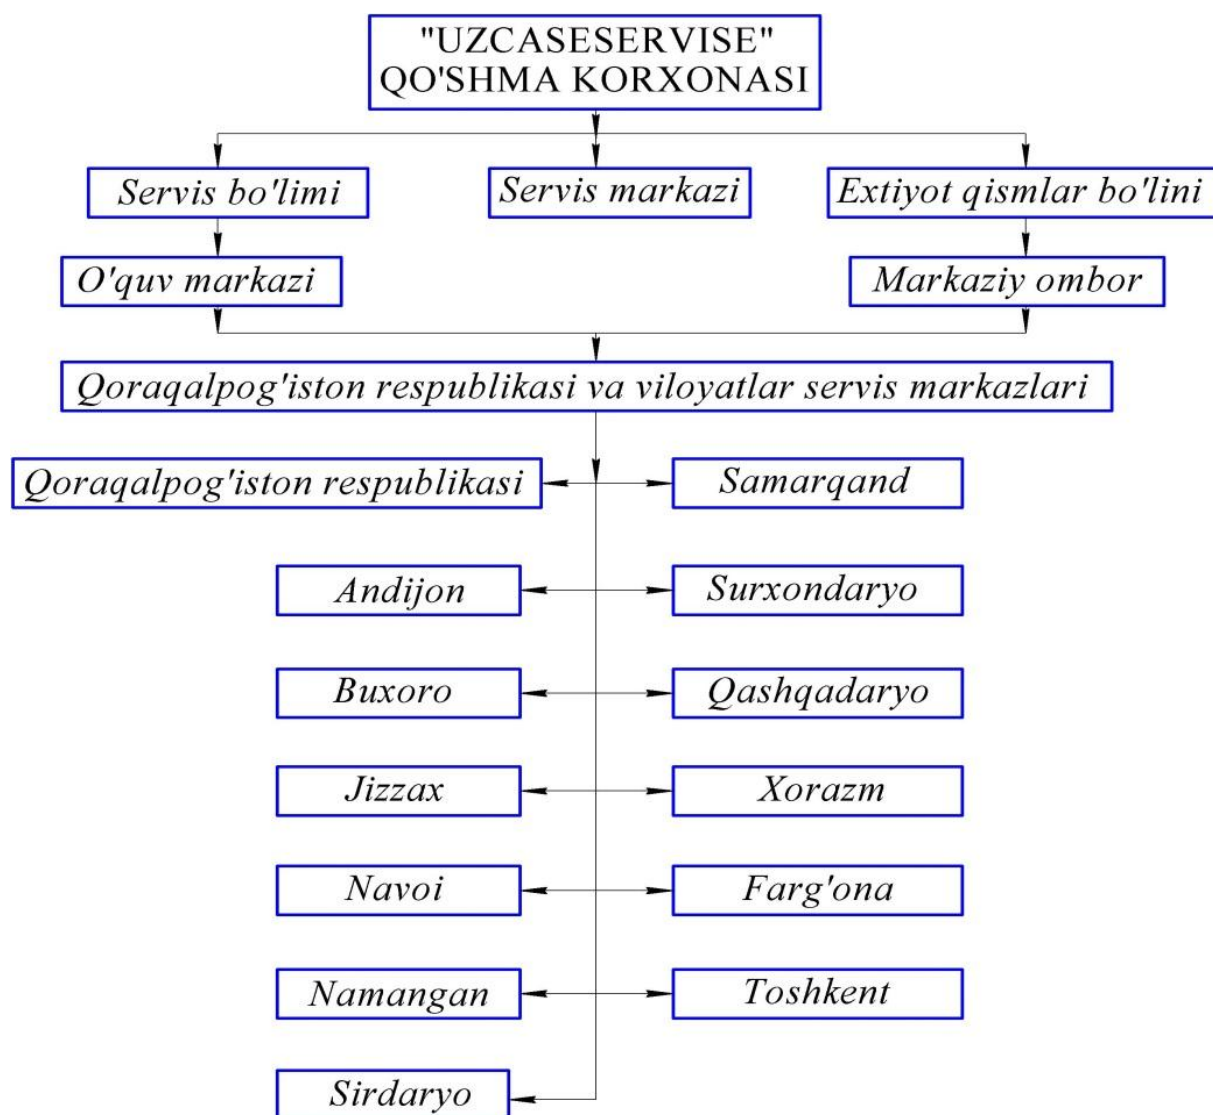 "UZCASESERVISE"
QO'SHMA KORXONASI
Servis bo'limi
Servis markazi
Extiyot qismlar bo'lini
O'quv markazi
Markaziy ombor
Qoraqalpog'iston respublikasi va viloyatlar servis markazlari
Qoraqalpog'iston respublikasi
Samarqand
Andijon
Surxondaryo
Buxoro
Qashqadaryo
Jizzax
Xorazm
Navoi
Farg'ona
Namangan
Toshkent
Sirdaryo